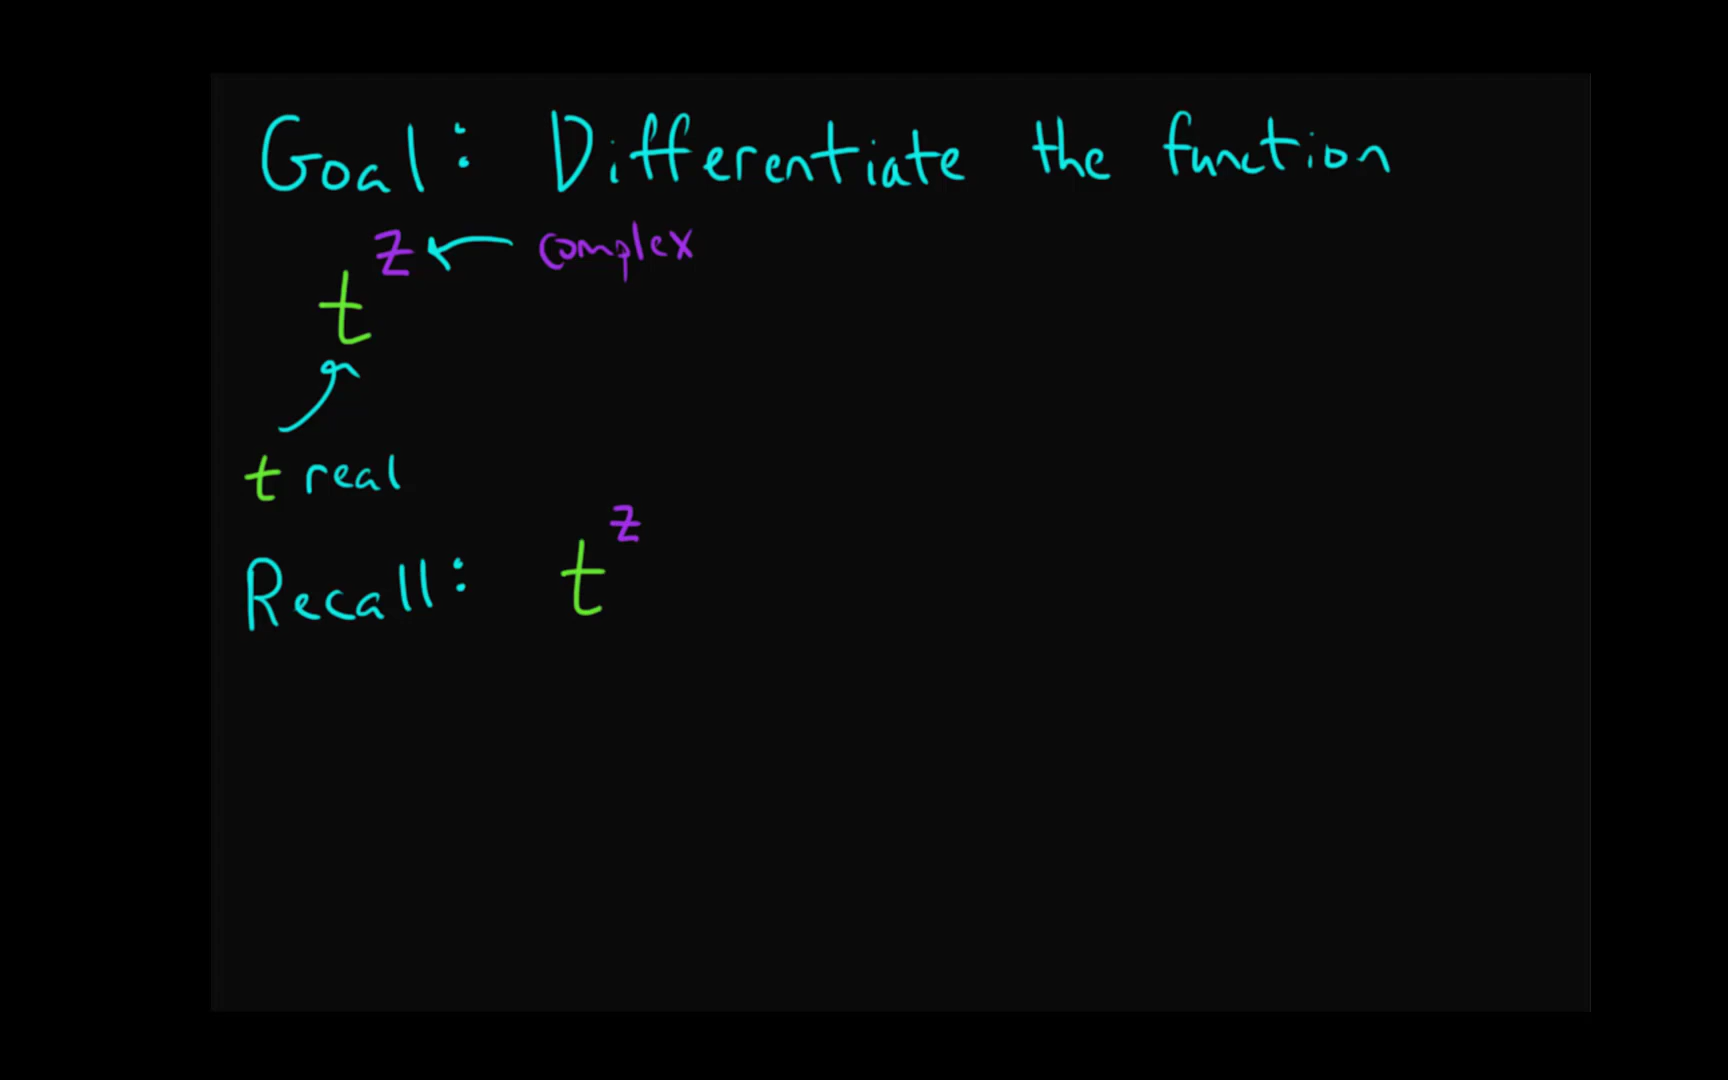 Goal: Differentiate the function
z ← complex
t
t real
z
Recall: t